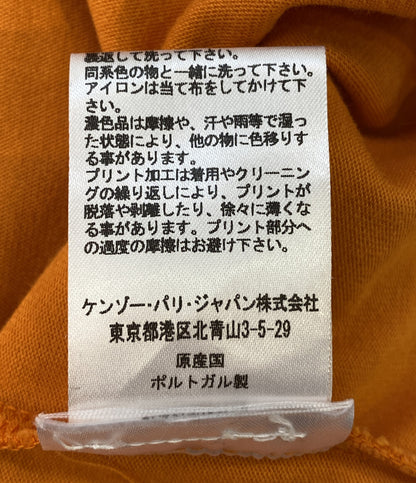 裏返して洗って下さい。
同系色の物と一緒に洗って下さい。
アイロンは当て布をしてかけて下
さい。
濃色品は摩擦や、汗や雨等で湿っ
た状態により、他の物に色移りす
る事があります。
プリント加工は着用やクリーニン
グの繰り返しにより、プリントが
脱落や剥離したり、徐々に薄くな
る事があります。プリント部分へ
の過度の摩擦はお避け下さい。
ケンゾー・パリ・ジャパン株式会社
東京都港区北青山3-5-29
原産国
ポルトガル製